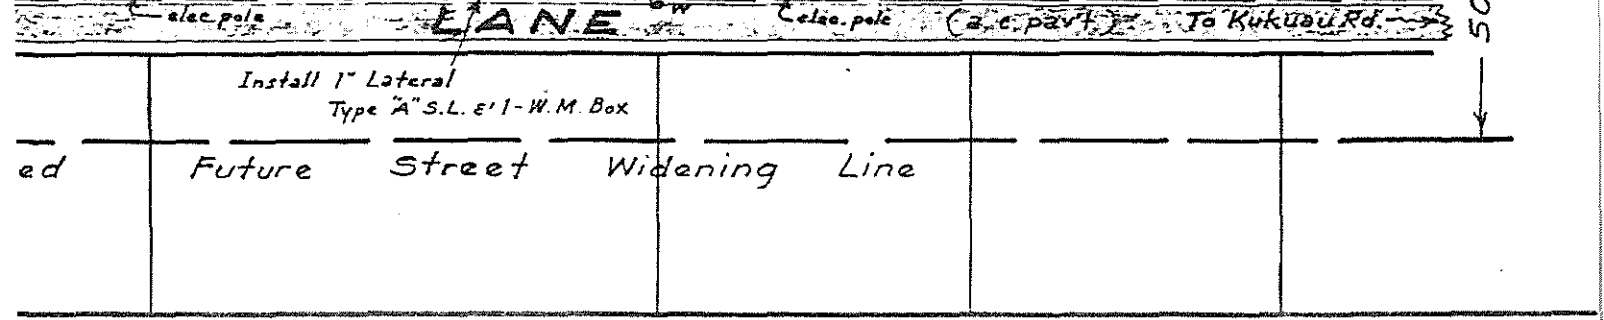 elec. pole LANE W elec. pole (a.c. pav't.) To Kukuau Rd.
50
Install 1" Lateral
Type "A" S.L. & 1-W.M. Box
ed Future Street Widening Line